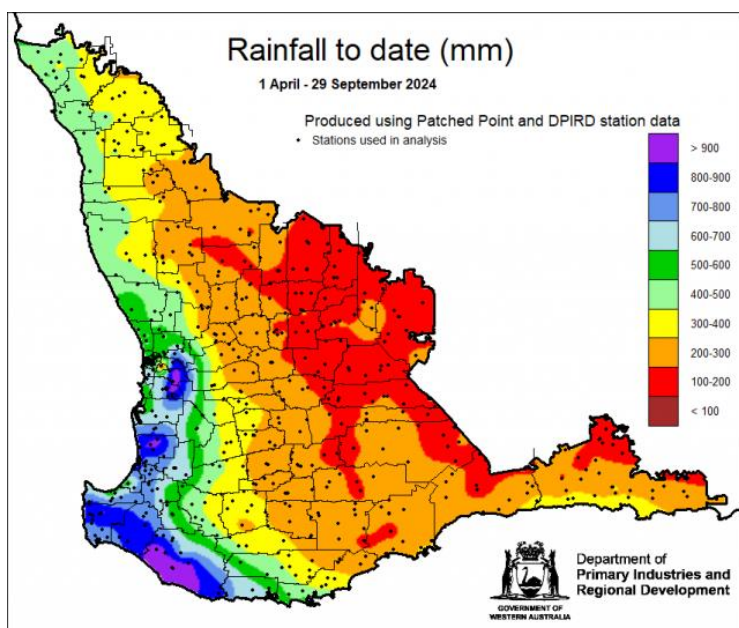 Rainfall to date (mm)
1 April - 29 September 2024
Produced using Patched Point and DPIRD station data
• Stations used in analysis
> 900
800-900
700-800
600-700
500-600
400-500
300-400
200-300
100-200
< 100
GOVERNMENT OF
WESTERN AUSTRALIA
Department of
Primary Industries and
Regional Development